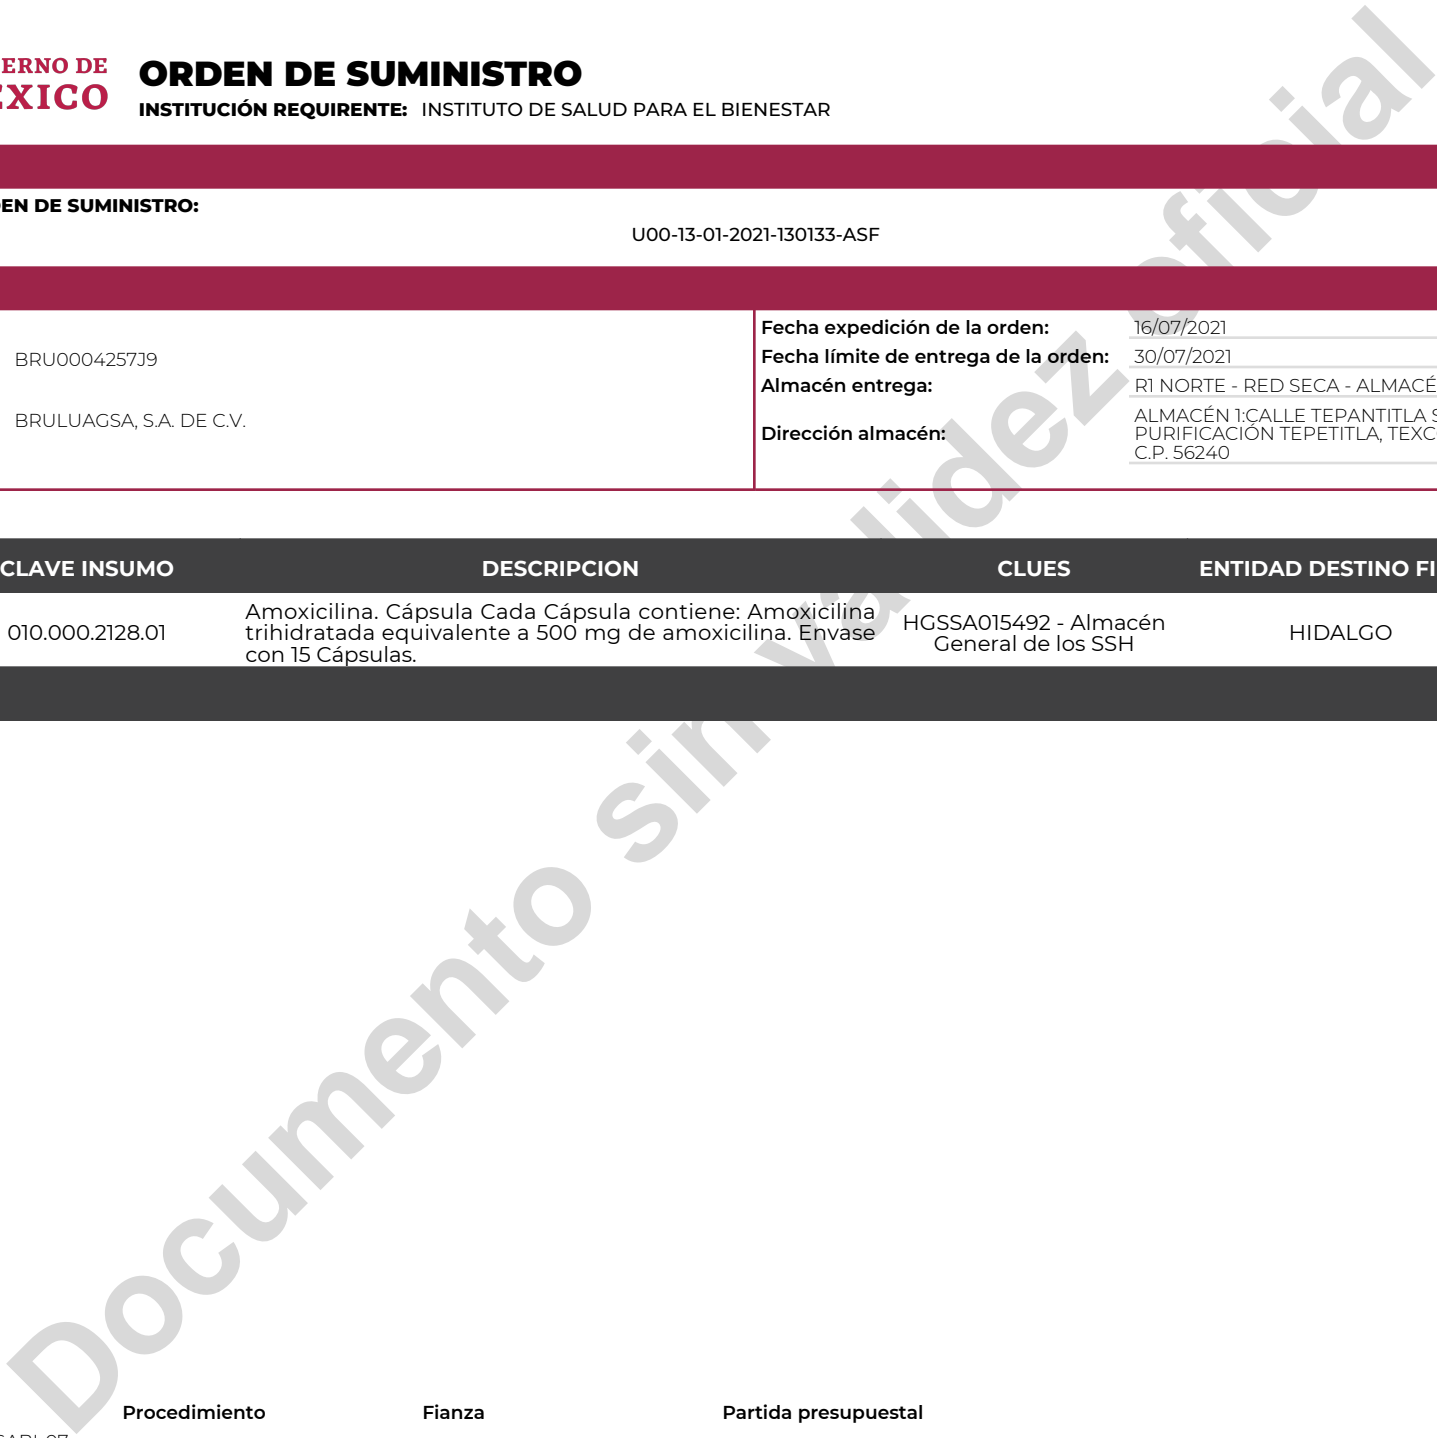 ERNO DE
ORDEN DE SUMINISTRO
INSTITUCIÓN REQUIRENTE: INSTITUTO DE SALUD PARA EL BIENESTAR
EN DE SUMINISTRO:
U00-13-01-2021-130133-ASF
BRU0004257J9
BRULUAGSA, S.A. DE C.V.
Fecha expedición de la orden: 16/07/2021
Fecha límite de entrega de la orden: 30/07/2021
Almacén entrega: R1 NORTE - RED SECA - ALMACÉ
Dirección almacén: ALMACÉN 1:CALLE TEPANTITLA S
PURIFICACIÓN TEPETITLA, TEXC
C.P. 56240
CLAVE INSUMO DESCRIPCION CLUES ENTIDAD DESTINO FI
010.000.2128.01
Amoxicilina. Cápsula Cada Cápsula contiene: Amoxicilina
trihidratada equivalente a 500 mg de amoxicilina. Envase
con 15 Cápsulas.
HGSSA015492 - Almacén
General de los SSH
HIDALGO
Documento sin validez oficial
Procedimiento Fianza Partida presupuestal